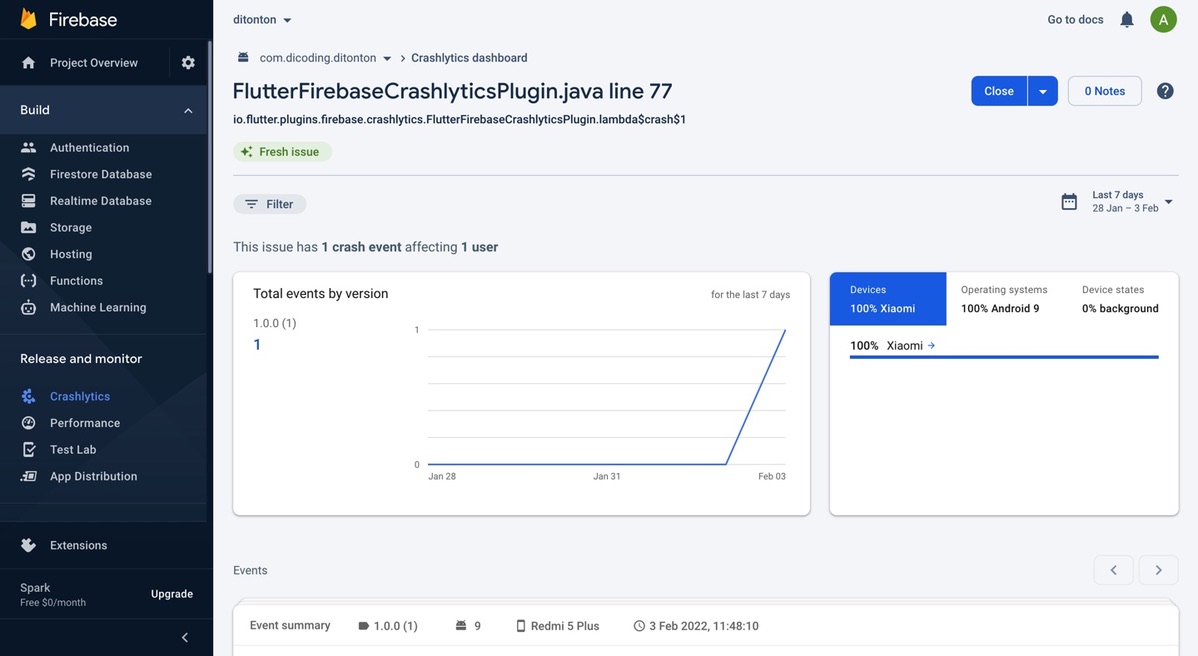 Firebase
ditonton
Go to docs
A
Project Overview
com.dicoding.ditonton
Crashlytics dashboard
FlutterFirebaseCrashlyticsPlugin.java line 77
Close
0 Notes
io.flutter.plugins.firebase.crashlytics.FlutterFirebaseCrashlyticsPlugin.lambda$crash$1
Fresh issue
Build
Authentication
Firestore Database
Realtime Database
Storage
Hosting
Functions
Machine Learning
Release and monitor
Crashlytics
Performance
Test Lab
App Distribution
Extensions
Spark
Free $0/month
Upgrade
Filter
Last 7 days
28 Jan – 3 Feb
This issue has 1 crash event affecting 1 user
Total events by version
for the last 7 days
1.0.0 (1)
1
1
0
Jan 28
Jan 31
Feb 03
Devices
100% Xiaomi
Operating systems
100% Android 9
Device states
0% background
100% Xiaomi
Events
Event summary
1.0.0 (1)
9
Redmi 5 Plus
3 Feb 2022, 11:48:10